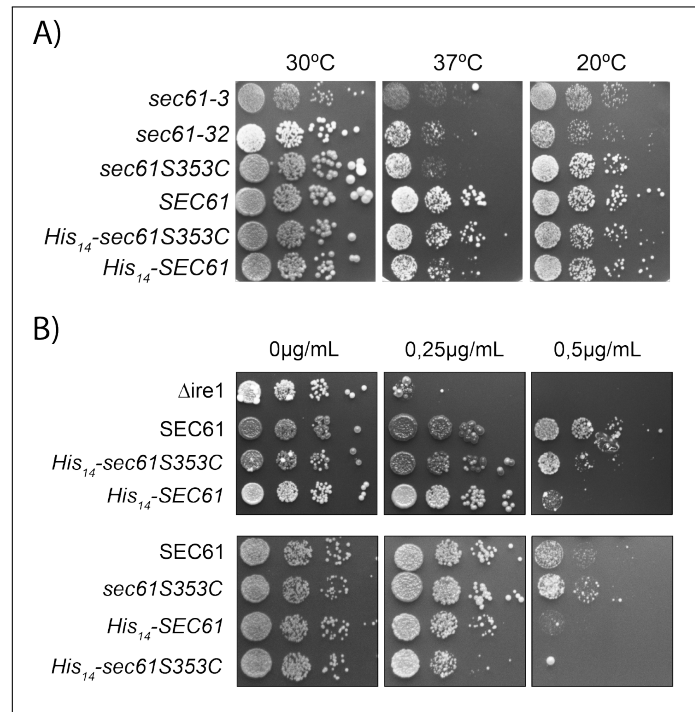 A)
30ºC 37ºC 20ºC
sec61-3
sec61-32
sec61S353C
SEC61
His₁₄-sec61S353C
His₁₄-SEC61
B)
0µg/mL 0,25µg/mL 0,5µg/mL
Δire1
SEC61
His₁₄-sec61S353C
His₁₄-SEC61
SEC61
sec61S353C
His₁₄-SEC61
His₁₄-sec61S353C